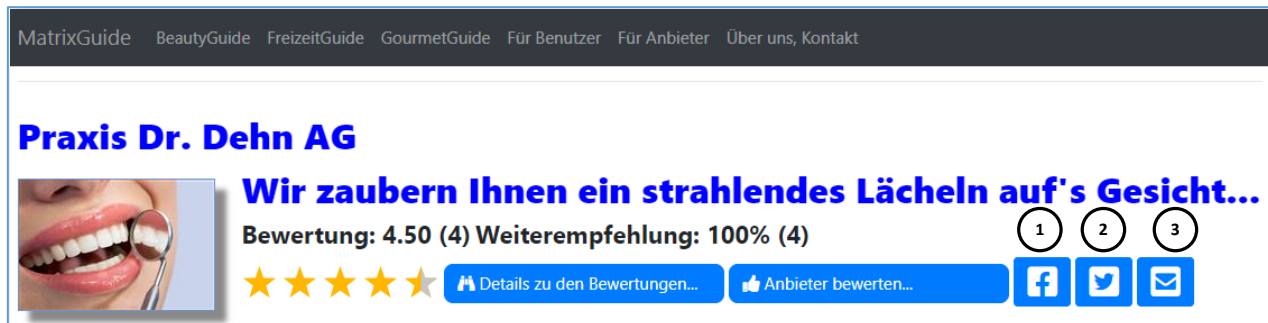 MatrixGuide BeautyGuide FreizeitGuide GourmetGuide Für Benutzer Für Anbieter Über uns, Kontakt
Praxis Dr. Dehn AG
Wir zaubern Ihnen ein strahlendes Lächeln auf's Gesicht...
Bewertung: 4.50 (4) Weiterempfehlung: 100% (4)
1 2 3
Details zu den Bewertungen... Anbieter bewerten...